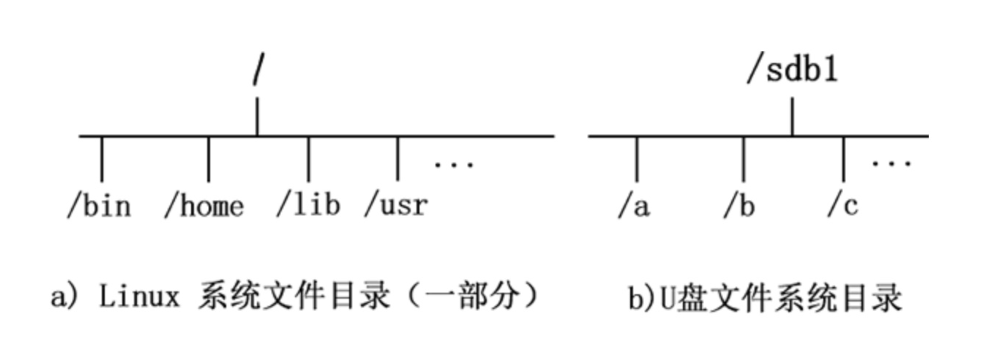 /
/sdb1
/bin /home /lib /usr ...
/a /b /c ...
a) Linux 系统文件目录（一部分）
b)U盘文件系统目录